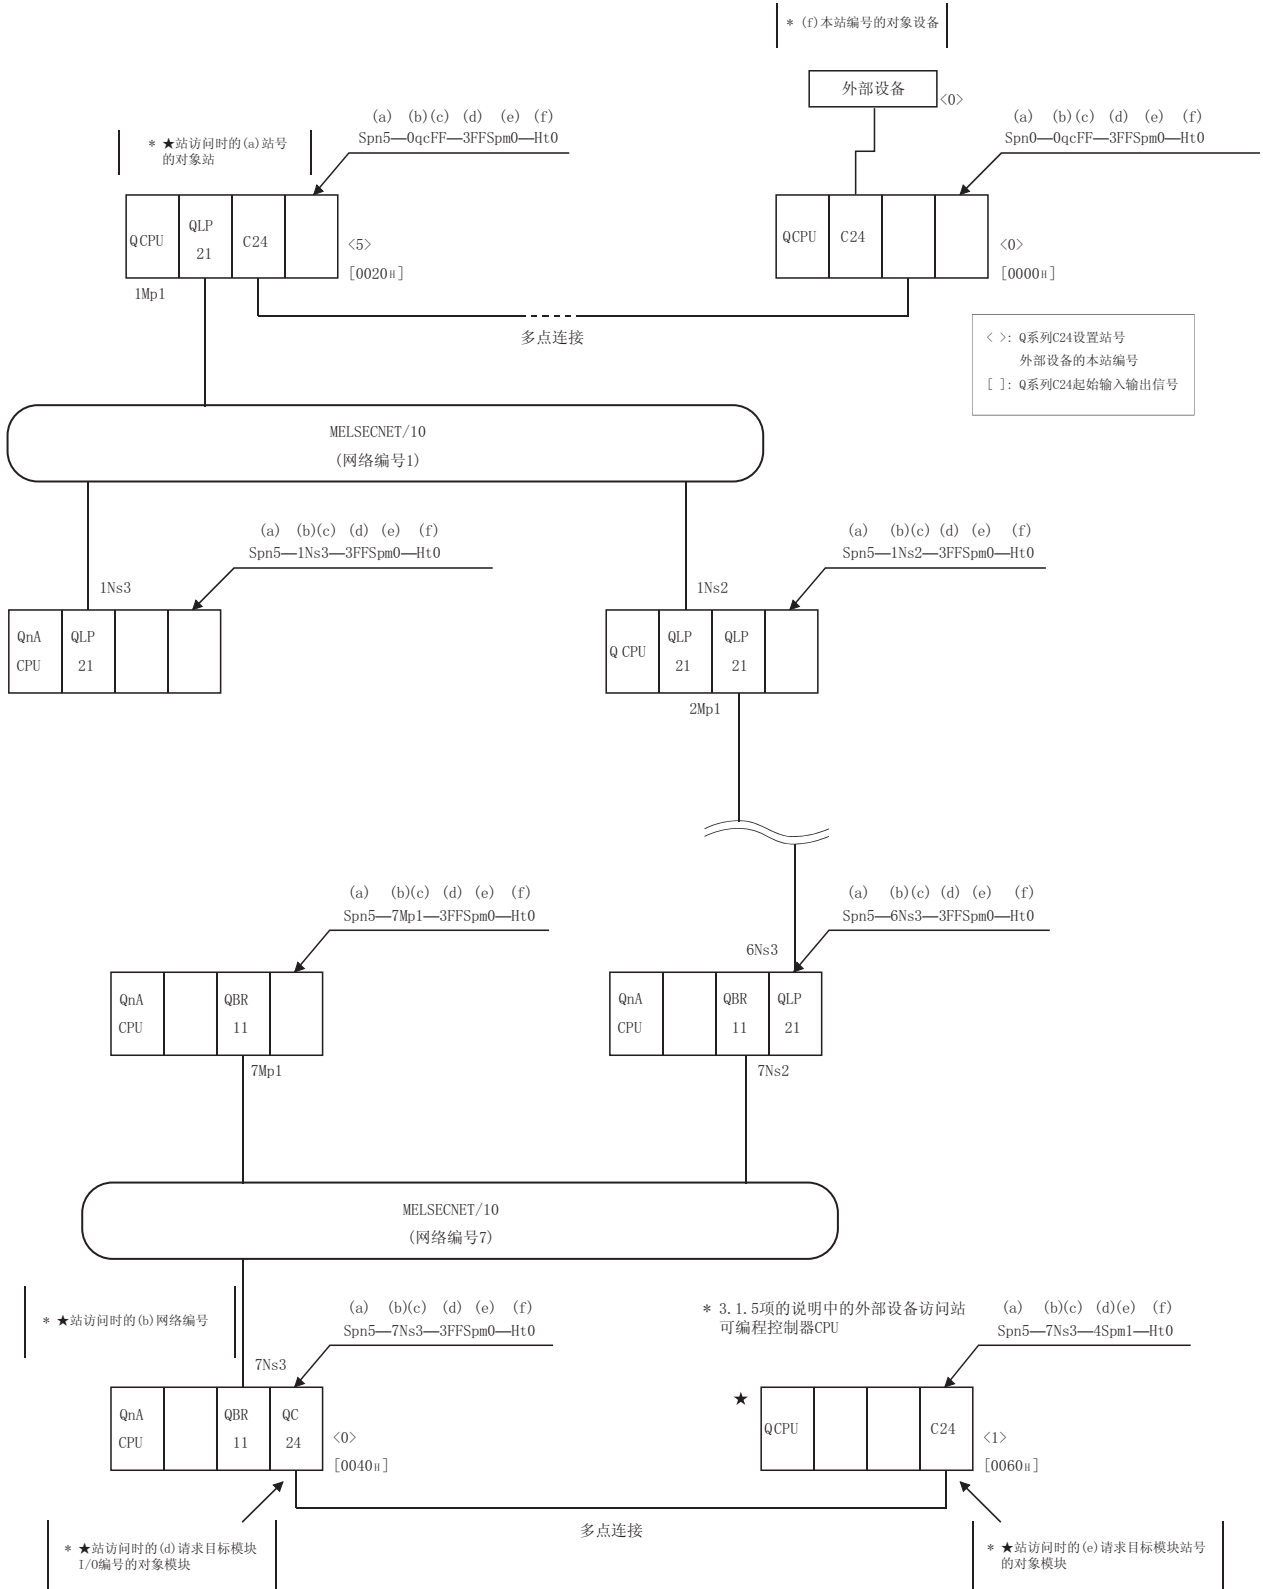 * (f)本站编号的对象设备
外部设备
<0>
(a) (b)(c) (d) (e) (f)
Spn5—0qcFF—3FFSpm0—Ht0
(a) (b)(c) (d) (e) (f)
Spn0—0qcFF—3FFSpm0—Ht0
* ★站访问时的(a)站号
的对象站
QCPU
QLP
21
C24
<5>
[0020H]
1Mp1
QCPU
C24
<0>
[0000H]
多点连接
< >: Q系列C24设置站号
外部设备的本站编号
[ ]: Q系列C24起始输入输出信号
MELSECNET/10
(网络编号1)
(a) (b)(c) (d) (e) (f)
Spn5—1Ns3—3FFSpm0—Ht0
1Ns3
QnA
CPU
QLP
21
(a) (b)(c) (d) (e) (f)
Spn5—1Ns2—3FFSpm0—Ht0
1Ns2
Q CPU
QLP
21
QLP
21
2Mp1
(a) (b)(c) (d) (e) (f)
Spn5—7Mp1—3FFSpm0—Ht0
QnA
CPU
QBR
11
7Mp1
(a) (b)(c) (d) (e) (f)
Spn5—6Ns3—3FFSpm0—Ht0
6Ns3
QnA
CPU
QBR
11
QLP
21
7Ns2
MELSECNET/10
(网络编号7)
* ★站访问时的(b)网络编号
(a) (b)(c) (d) (e) (f)
Spn5—7Ns3—3FFSpm0—Ht0
7Ns3
QnA
CPU
QBR
11
QC
24
<0>
[0040H]
* 3.1.5项的说明中的外部设备访问站
可编程控制器CPU
(a) (b)(c) (d)(e) (f)
Spn5—7Ns3—4Spm1—Ht0
★
QCPU
C24
<1>
[0060H]
多点连接
* ★站访问时的(d)请求目标模块
I/O编号的对象模块
* ★站访问时的(e)请求目标模块站号
的对象模块